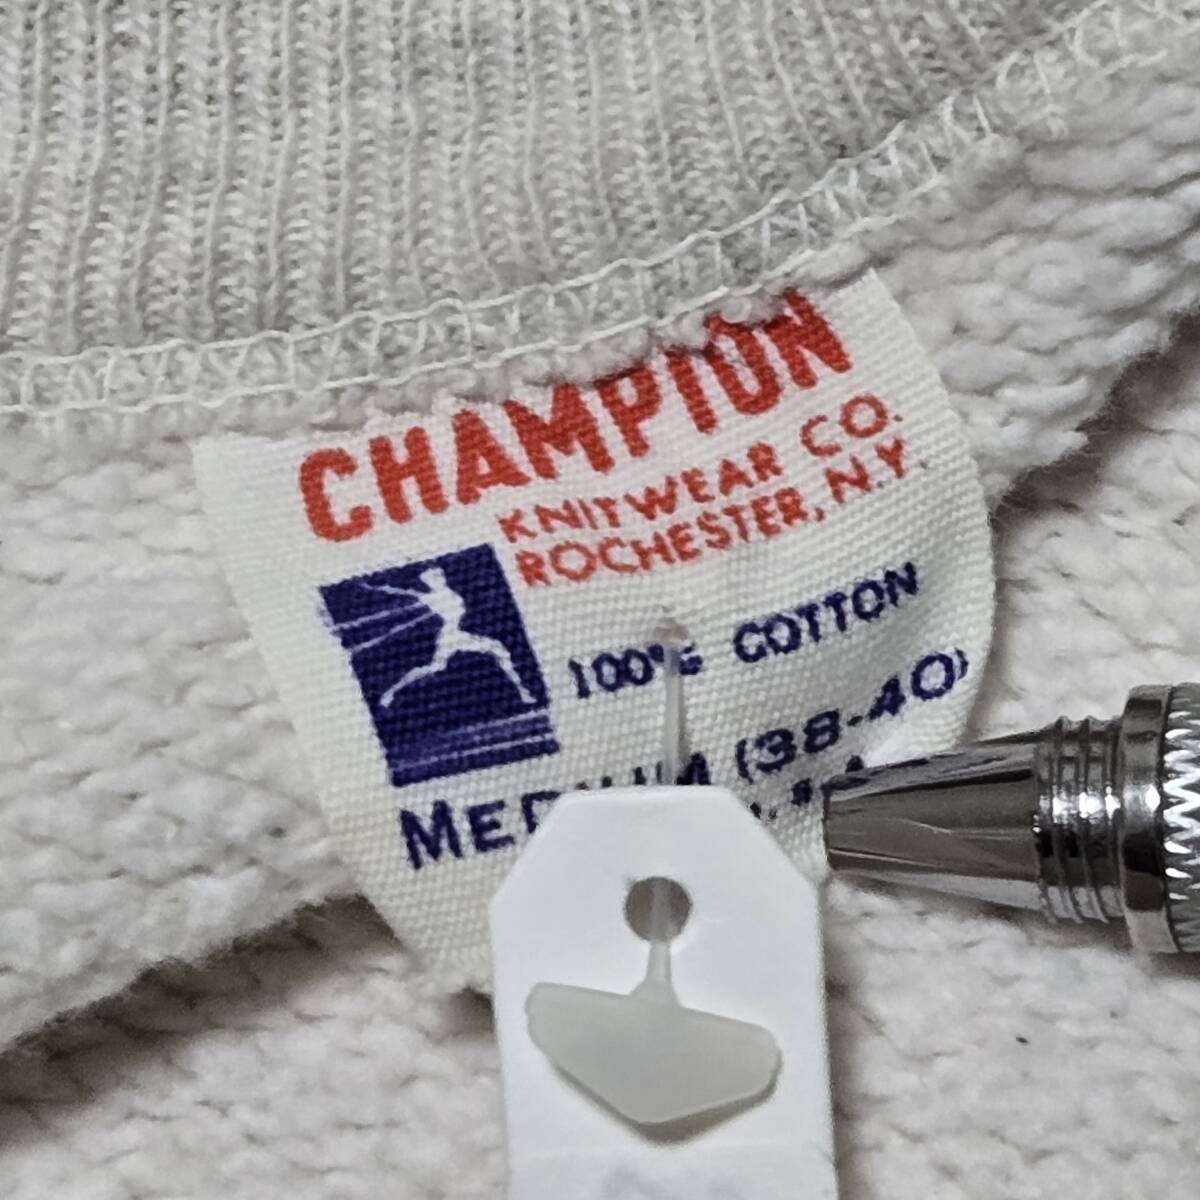 CHAMPION
KNITWEAR CO.
ROCHESTER, N.Y.
100% COTTON
MEDIUM (38-40)